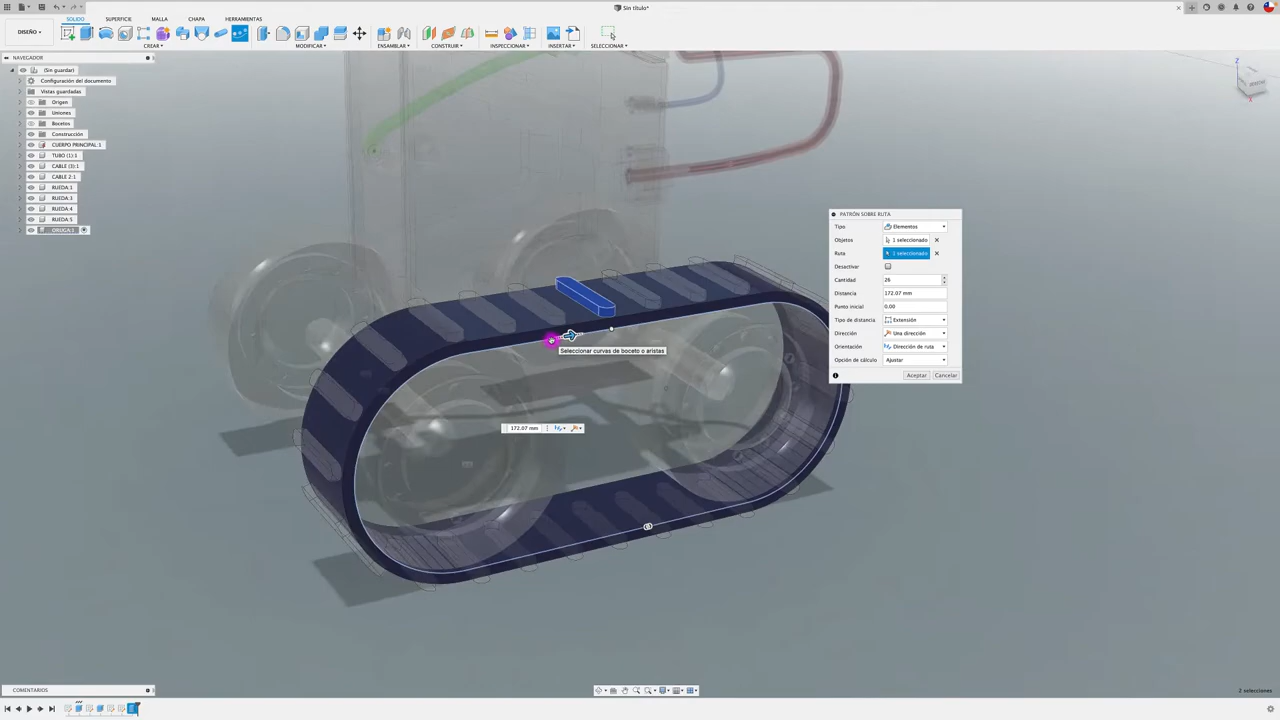 Sin título*
DISEÑO
SÓLIDO
SUPERFICIE
MALLA
CHAPA
HERRAMIENTAS
CREAR
MODIFICAR
ENSAMBLAR
CONSTRUIR
INSPECCIONAR
INSERTAR
SELECCIONAR
NAVEGADOR
(Sin guardar)
Configuración del documento
Vistas guardadas
Origen
Uniones
Bocetos
Construcción
CUERPO PRINCIPAL:1
TUBO (1):1
CABLE (3):1
CABLE 2:1
RUEDA:1
RUEDA:3
RUEDA:4
RUEDA:5
ORUGA:1
Z
X
PATRÓN SOBRE RUTA
Tipo Elementos
Objetos 1 seleccionado
Ruta 1 seleccionado
Desactivar
Cantidad 26
Distancia 172.07 mm
Punto inicial 0.00
Tipo de distancia Extensión
Dirección Una dirección
Orientación Dirección de ruta
Opción de cálculo Ajustar
Aceptar Cancelar
Seleccionar curvas de boceto o aristas
172.07 mm
COMENTARIOS
2 selecciones